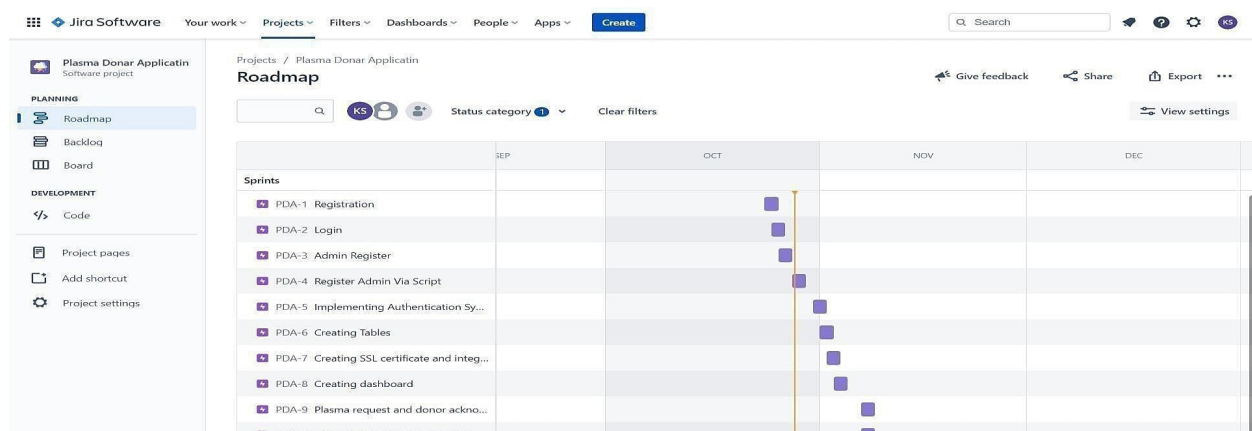 Jira Software Your work Projects Filters Dashboards People Apps Create Search KS
Plasma Donar Applicatin
Software project
PLANNING
Roadmap
Backlog
Board
DEVELOPMENT
Code
Project pages
Add shortcut
Project settings
Projects / Plasma Donar Applicatin
Roadmap
Give feedback Share Export
KS Status category 1 Clear filters View settings
SEP OCT NOV DEC
Sprints
PDA-1 Registration
PDA-2 Login
PDA-3 Admin Register
PDA-4 Register Admin Via Script
PDA-5 Implementing Authentication Sy...
PDA-6 Creating Tables
PDA-7 Creating SSL certificate and integ...
PDA-8 Creating dashboard
PDA-9 Plasma request and donor ackno...